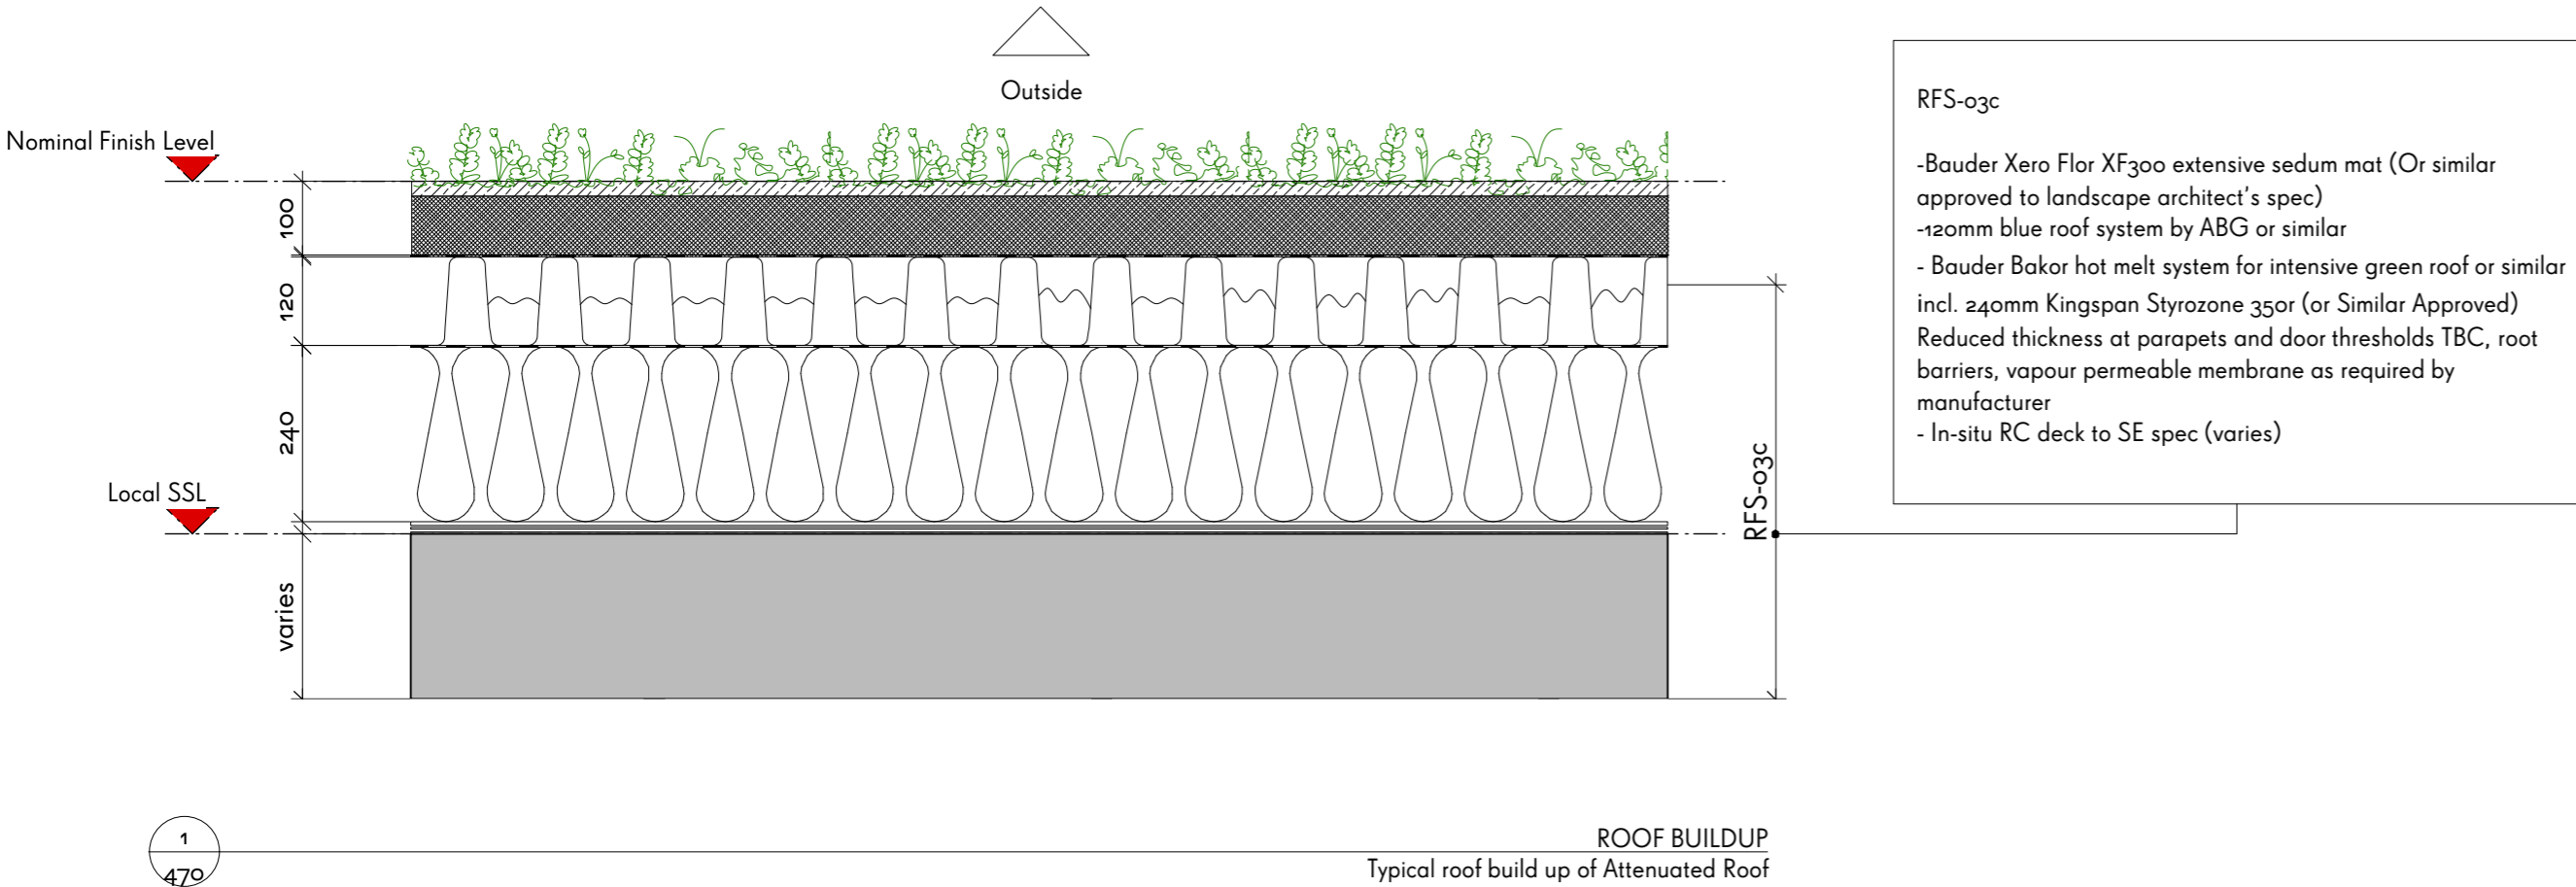 Outside
Nominal Finish Level
100
120
240
Local SSL
varies
RFS-03c
RFS-03c
-Bauder Xero Flor XF300 extensive sedum mat (Or similar
approved to landscape architect's spec)
-120mm blue roof system by ABG or similar
- Bauder Bakor hot melt system for intensive green roof or similar
incl. 240mm Kingspan Styrozone 350r (or Similar Approved)
Reduced thickness at parapets and door thresholds TBC, root
barriers, vapour permeable membrane as required by
manufacturer
- In-situ RC deck to SE spec (varies)
1
470
ROOF BUILDUP
Typical roof build up of Attenuated Roof